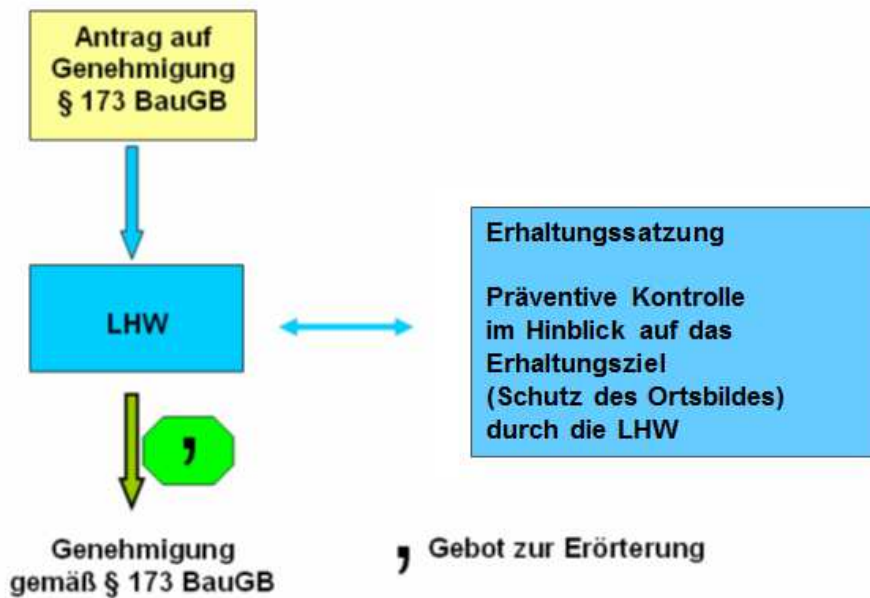 Antrag auf
Genehmigung
§ 173 BauGB
LHW
Erhaltungssatzung
Präventive Kontrolle
im Hinblick auf das
Erhaltungsziel
(Schutz des Ortsbildes)
durch die LHW
,
Genehmigung
gemäß § 173 BauGB
, Gebot zur Erörterung